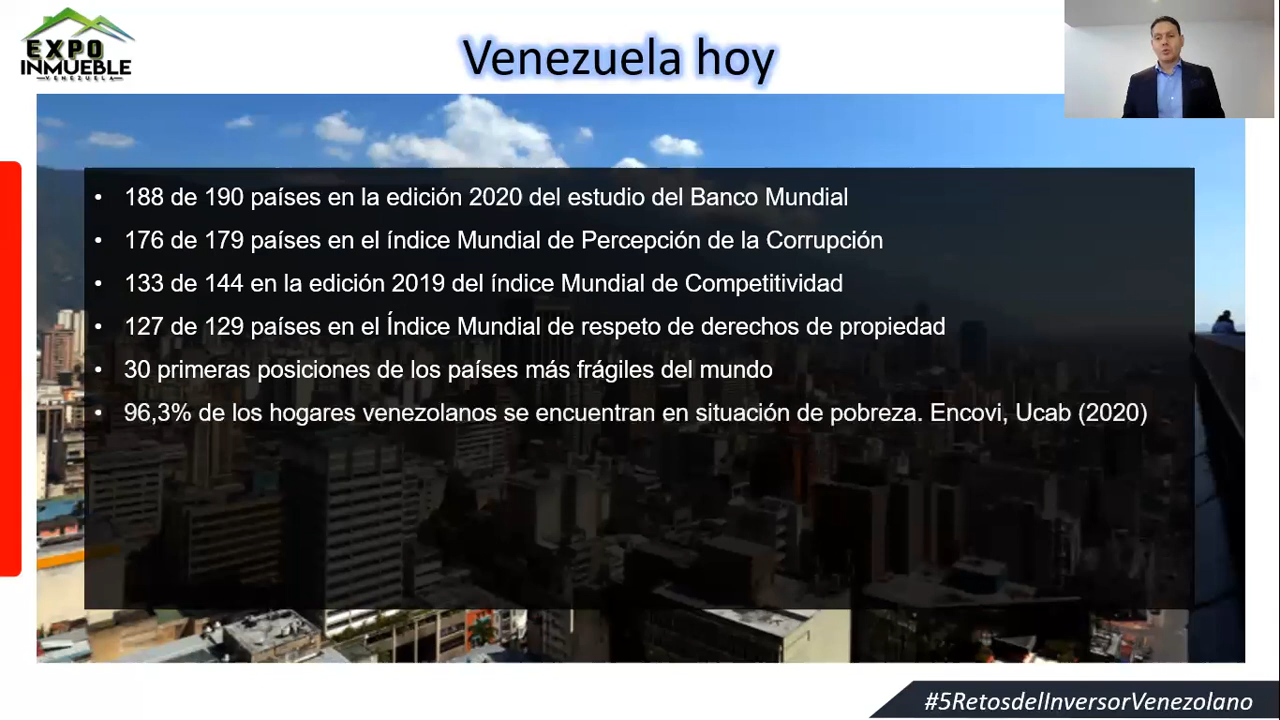 EXPO
INMUEBLE
VENEZUELA
Venezuela hoy
• 188 de 190 países en la edición 2020 del estudio del Banco Mundial
• 176 de 179 países en el índice Mundial de Percepción de la Corrupción
• 133 de 144 en la edición 2019 del índice Mundial de Competitividad
• 127 de 129 países en el Índice Mundial de respeto de derechos de propiedad
• 30 primeras posiciones de los países más frágiles del mundo
• 96,3% de los hogares venezolanos se encuentran en situación de pobreza. Encovi, Ucab (2020)
#5RetosdelInversorVenezolano